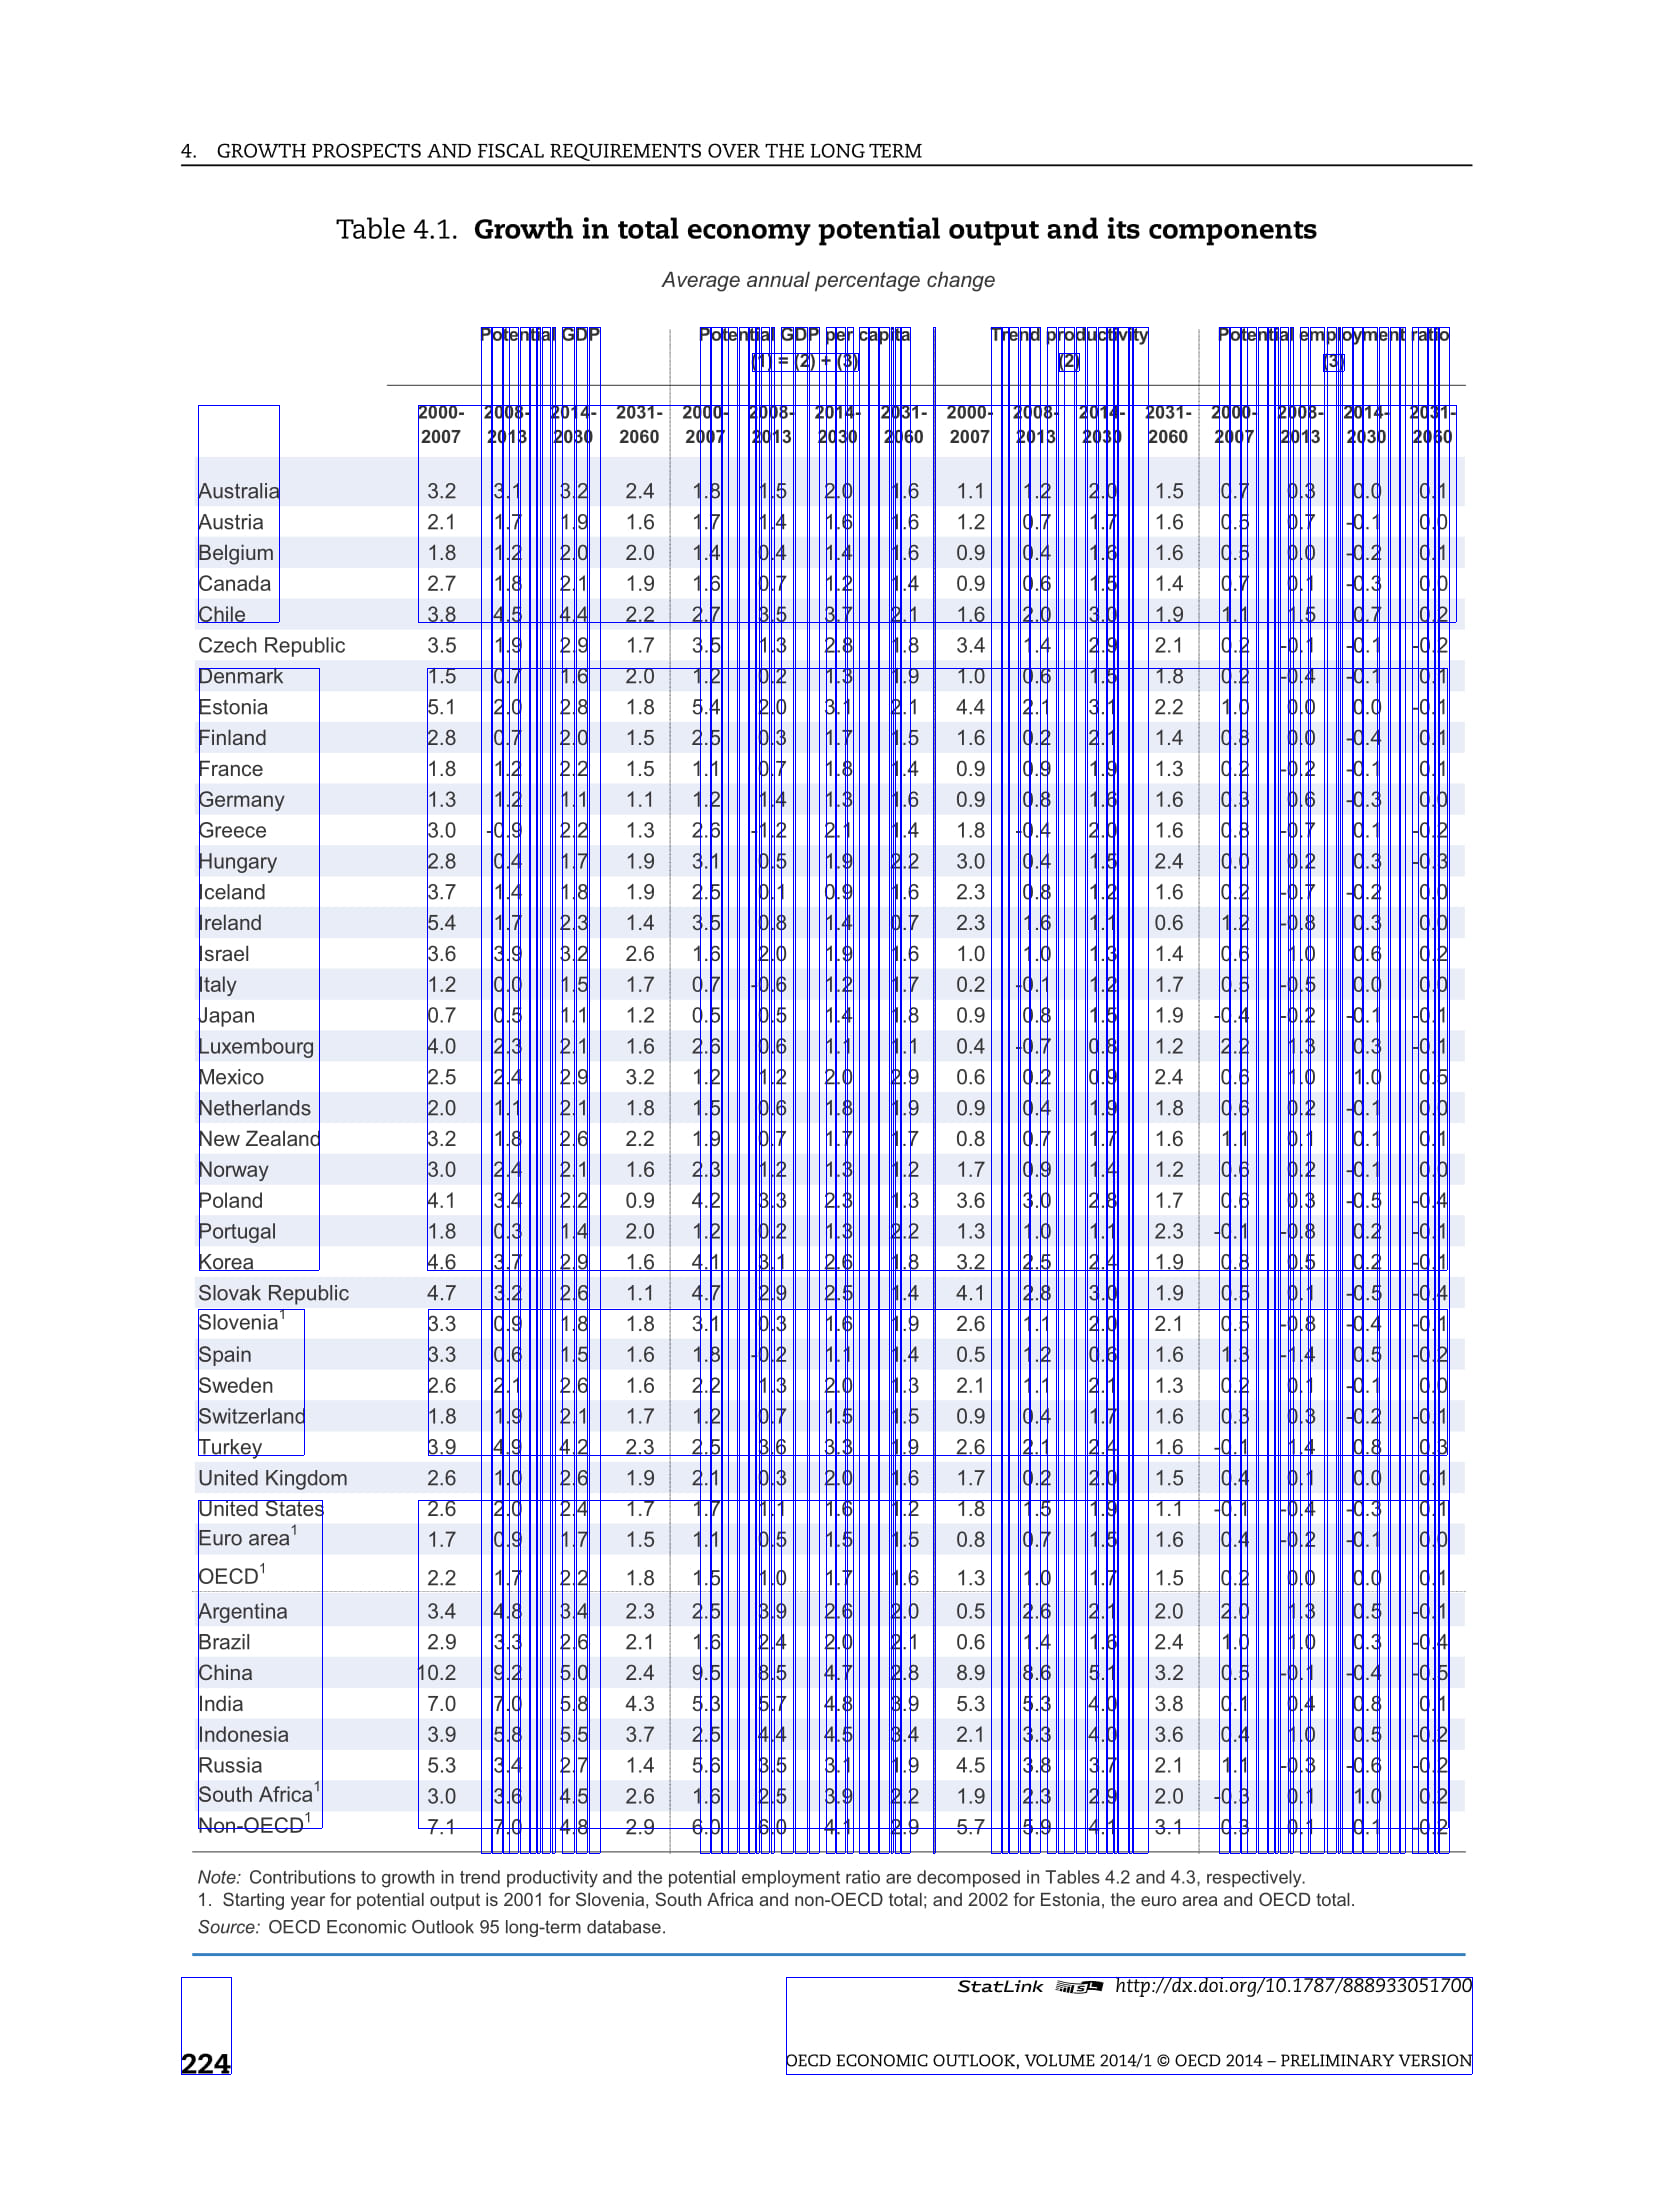 4. GROWTH PROSPECTS AND FISCAL REQUIREMENTS OVER THE LONG TERM
Table 4.1. Growth in total economy potential output and its components
Average annual percentage change
Potential GDP Potential GDP per capita Trend productivity Potential employment ratio
(1) = (2) + (3) (2) (3)
2000- 2008- 2014- 2031- 2000- 2008- 2014- 2031- 2000- 2008- 2014- 2031- 2000- 2008- 2014- 2031-
2007 2013 2030 2060 2007 2013 2030 2060 2007 2013 2030 2060 2007 2013 2030 2060
Australia 3.2 3.1 3.2 2.4 1.8 1.5 2.0 1.6 1.1 1.2 2.0 1.5 0.7 0.3 0.0 0.1
Austria 2.1 1.7 1.9 1.6 1.7 1.4 1.6 1.6 1.2 0.7 1.7 1.6 0.5 0.7 -0.1 0.0
Belgium 1.8 1.2 2.0 2.0 1.4 0.4 1.4 1.6 0.9 0.4 1.6 1.6 0.5 0.0 -0.2 0.1
Canada 2.7 1.8 2.1 1.9 1.6 0.7 1.2 1.4 0.9 0.6 1.5 1.4 0.7 0.1 -0.3 0.0
Chile 3.8 4.5 4.4 2.2 2.7 3.5 3.7 2.1 1.6 2.0 3.0 1.9 1.1 1.5 0.7 0.2
Czech Republic 3.5 1.9 2.9 1.7 3.5 1.3 2.8 1.8 3.4 1.4 2.9 2.1 0.2 -0.1 -0.1 -0.2
Denmark 1.5 0.7 1.6 2.0 1.2 0.2 1.3 1.9 1.0 0.6 1.5 1.8 0.2 -0.4 -0.1 0.1
Estonia 5.1 2.0 2.8 1.8 5.4 2.0 3.1 2.1 4.4 2.1 3.1 2.2 1.0 0.0 0.0 -0.1
Finland 2.8 0.7 2.0 1.5 2.5 0.3 1.7 1.5 1.6 0.2 2.1 1.4 0.8 0.0 -0.4 0.1
France 1.8 1.2 2.2 1.5 1.1 0.7 1.8 1.4 0.9 0.9 1.9 1.3 0.2 -0.2 -0.1 0.1
Germany 1.3 1.2 1.1 1.1 1.2 1.4 1.3 1.6 0.9 0.8 1.6 1.6 0.3 0.6 -0.3 0.0
Greece 3.0 -0.9 2.2 1.3 2.6 -1.2 2.1 1.4 1.8 -0.4 2.0 1.6 0.8 -0.7 0.1 -0.2
Hungary 2.8 0.4 1.7 1.9 3.1 0.5 1.9 2.2 3.0 0.4 1.5 2.4 0.0 0.2 0.3 -0.3
Iceland 3.7 1.4 1.8 1.9 2.5 0.1 0.9 1.6 2.3 0.8 1.2 1.6 0.2 -0.7 -0.2 0.0
Ireland 5.4 1.7 2.3 1.4 3.5 0.8 1.4 0.7 2.3 1.6 1.1 0.6 1.2 -0.8 0.3 0.0
Israel 3.6 3.9 3.2 2.6 1.6 2.0 1.9 1.6 1.0 1.0 1.3 1.4 0.6 1.0 0.6 0.2
Italy 1.2 0.0 1.5 1.7 0.7 -0.6 1.2 1.7 0.2 -0.1 1.2 1.7 0.5 -0.5 0.0 0.0
Japan 0.7 0.5 1.1 1.2 0.5 0.5 1.4 1.8 0.9 0.8 1.5 1.9 -0.4 -0.2 -0.1 -0.1
Luxembourg 4.0 2.3 2.1 1.6 2.6 0.6 1.1 1.1 0.4 -0.7 0.8 1.2 2.2 1.3 0.3 -0.1
Mexico 2.5 2.4 2.9 3.2 1.2 1.2 2.0 2.9 0.6 0.2 0.9 2.4 0.6 1.0 1.0 0.5
Netherlands 2.0 1.1 2.1 1.8 1.5 0.6 1.8 1.9 0.9 0.4 1.9 1.8 0.6 0.2 -0.1 0.0
New Zealand 3.2 1.8 2.6 2.2 1.9 0.7 1.7 1.7 0.8 0.7 1.7 1.6 1.1 0.1 0.1 0.1
Norway 3.0 2.4 2.1 1.6 2.3 1.2 1.3 1.2 1.7 0.9 1.4 1.2 0.6 0.2 -0.1 0.0
Poland 4.1 3.4 2.2 0.9 4.2 3.3 2.3 1.3 3.6 3.0 2.8 1.7 0.6 0.3 -0.5 -0.4
Portugal 1.8 0.3 1.4 2.0 1.2 0.2 1.3 2.2 1.3 1.0 1.1 2.3 -0.1 -0.8 0.2 -0.1
Korea 4.6 3.7 2.9 1.6 4.1 3.1 2.6 1.8 3.2 2.5 2.4 1.9 0.8 0.5 0.2 -0.1
Slovak Republic 4.7 3.2 2.6 1.1 4.7 2.9 2.5 1.4 4.1 2.8 3.0 1.9 0.5 0.1 -0.5 -0.4
Slovenia1 3.3 0.9 1.8 1.8 3.1 0.3 1.6 1.9 2.6 1.1 2.0 2.1 0.5 -0.8 -0.4 -0.1
Spain 3.3 0.6 1.5 1.6 1.8 -0.2 1.1 1.4 0.5 1.2 0.6 1.6 1.3 -1.4 0.5 -0.2
Sweden 2.6 2.1 2.6 1.6 2.2 1.3 2.0 1.3 2.1 1.1 2.1 1.3 0.2 0.1 -0.1 0.0
Switzerland 1.8 1.9 2.1 1.7 1.2 0.7 1.5 1.5 0.9 0.4 1.7 1.6 0.3 0.3 -0.2 -0.1
Turkey 3.9 4.9 4.2 2.3 2.5 3.6 3.3 1.9 2.6 2.1 2.4 1.6 -0.1 1.4 0.8 0.3
United Kingdom 2.6 1.0 2.6 1.9 2.1 0.3 2.0 1.6 1.7 0.2 2.0 1.5 0.4 0.1 0.0 0.1
United States 2.6 2.0 2.4 1.7 1.7 1.1 1.6 1.2 1.8 1.5 1.9 1.1 -0.1 -0.4 -0.3 0.1
Euro area1 1.7 0.9 1.7 1.5 1.1 0.5 1.5 1.5 0.8 0.7 1.5 1.6 0.4 -0.2 -0.1 0.0
OECD1 2.2 1.7 2.2 1.8 1.5 1.0 1.7 1.6 1.3 1.0 1.7 1.5 0.2 0.0 0.0 0.1
Argentina 3.4 4.8 3.4 2.3 2.5 3.9 2.6 2.0 0.5 2.6 2.1 2.0 2.0 1.3 0.5 -0.1
Brazil 2.9 3.3 2.6 2.1 1.6 2.4 2.0 2.1 0.6 1.4 1.6 2.4 1.0 1.0 0.3 -0.4
China 10.2 9.2 5.0 2.4 9.5 8.5 4.7 2.8 8.9 8.6 5.1 3.2 0.5 -0.1 -0.4 -0.5
India 7.0 7.0 5.8 4.3 5.3 5.7 4.8 3.9 5.3 5.3 4.0 3.8 0.1 0.4 0.8 0.1
Indonesia 3.9 5.8 5.5 3.7 2.5 4.4 4.5 3.4 2.1 3.3 4.0 3.6 0.4 1.0 0.5 -0.2
Russia 5.3 3.4 2.7 1.4 5.6 3.5 3.1 1.9 4.5 3.8 3.7 2.1 1.1 -0.3 -0.6 -0.2
South Africa1 3.0 3.6 4.5 2.6 1.6 2.5 3.9 2.2 1.9 2.3 2.9 2.0 -0.3 0.1 1.0 0.2
Non-OECD1 7.1 7.0 4.8 2.9 6.0 6.0 4.1 2.9 5.7 5.9 4.1 3.1 0.3 0.1 0.1 -0.2
Note: Contributions to growth in trend productivity and the potential employment ratio are decomposed in Tables 4.2 and 4.3, respectively.
1. Starting year for potential output is 2001 for Slovenia, South Africa and non-OECD total; and 2002 for Estonia, the euro area and OECD total.
Source: OECD Economic Outlook 95 long-term database.
StatLink http://dx.doi.org/10.1787/888933051700
224 OECD ECONOMIC OUTLOOK, VOLUME 2014/1 © OECD 2014 – PRELIMINARY VERSION